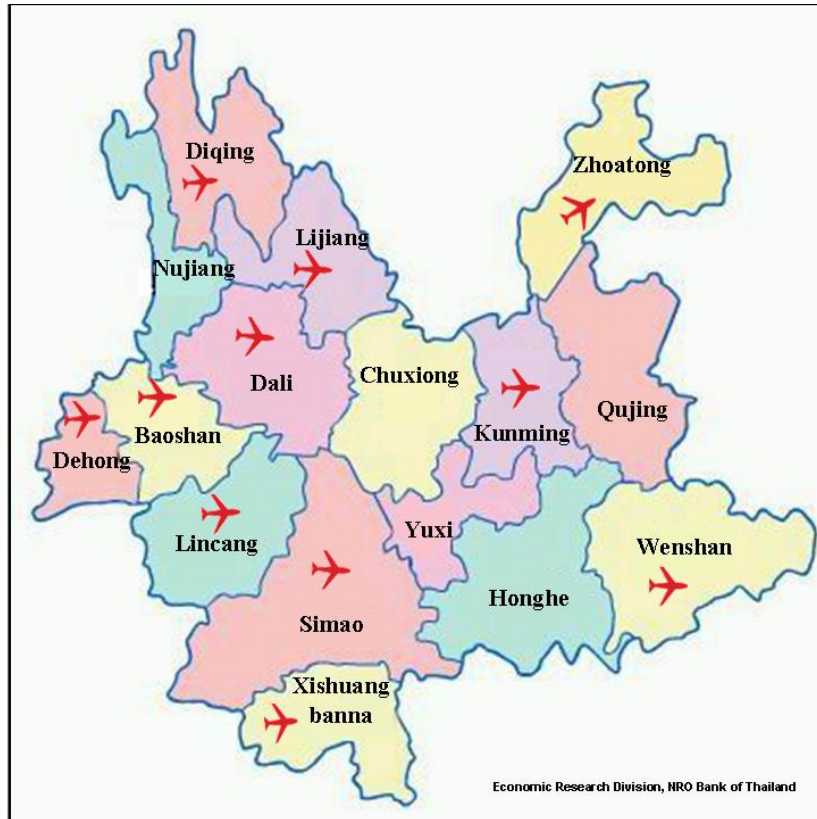 Diqing
Zhoatong
Lijiang
Nujiang
Dali
Chuxiong
Qujing
Kunming
Baoshan
Dehong
Yuxi
Lincang
Wenshan
Honghe
Simao
Xishuang
banna
Economic Research Division, NRO Bank of Thailand